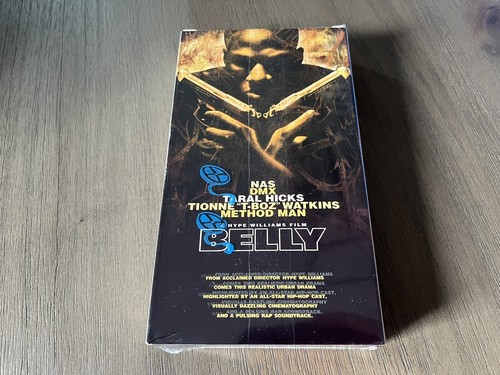 NAS
DMX
TARAL HICKS
TIONNE "T-BOZ" WATKINS
METHOD MAN
A HYPE WILLIAMS FILM
BELLY
FROM ACCLAIMED DIRECTOR HYPE WILLIAMS
COMES THIS REALISTIC URBAN DRAMA
HIGHLIGHTED BY AN ALL-STAR HIP-HOP CAST,
VISUALLY DAZZLING CINEMATOGRAPHY
AND A PULSING RAP SOUNDTRACK.